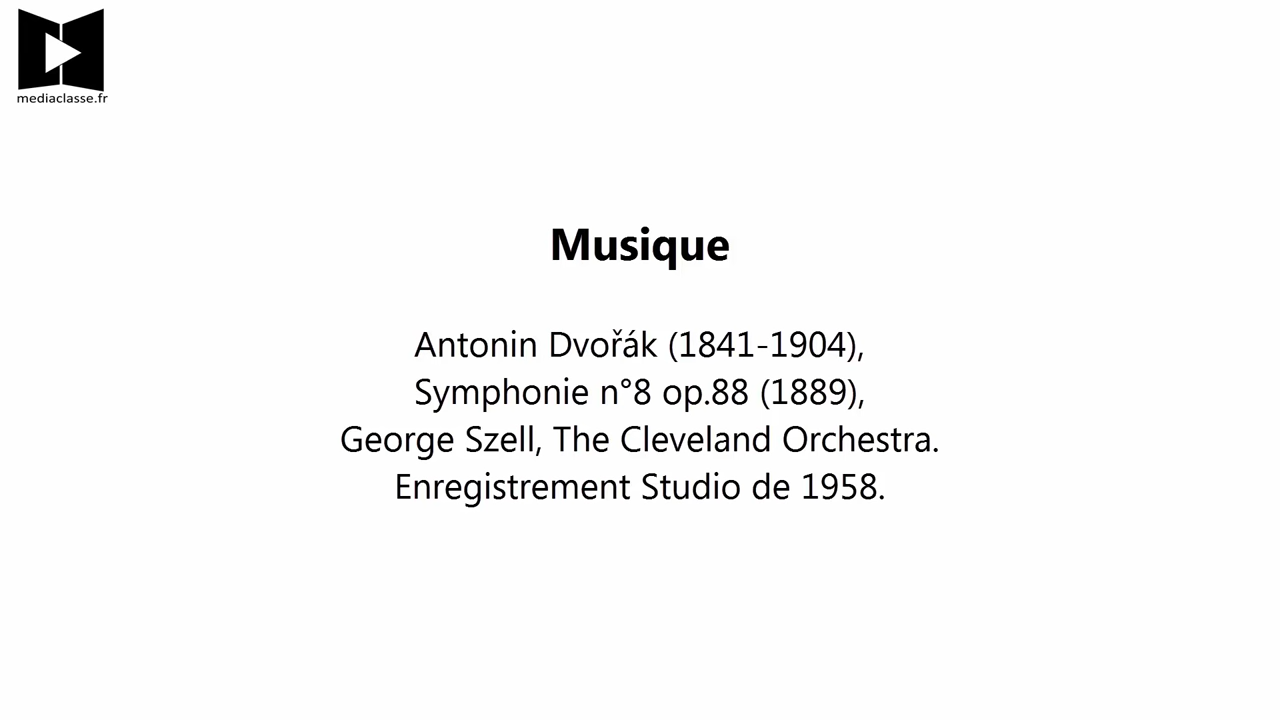 mediaclasse.fr
Musique
Antonin Dvořák (1841-1904),
Symphonie n°8 op.88 (1889),
George Szell, The Cleveland Orchestra.
Enregistrement Studio de 1958.